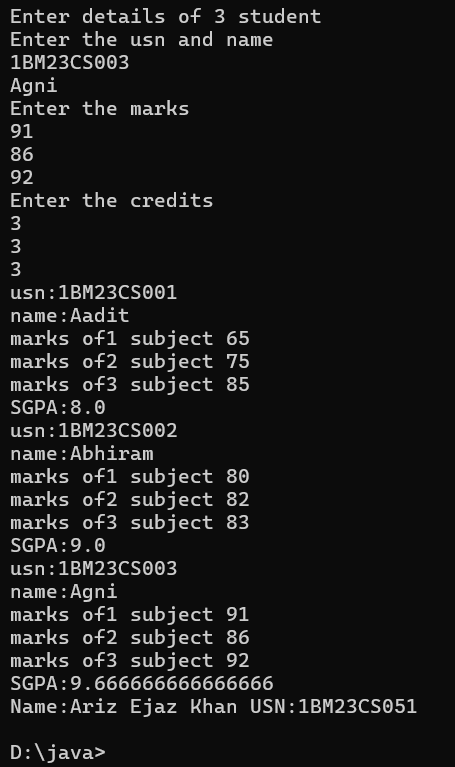 Enter details of 3 student
Enter the usn and name
1BM23CS003
Agni
Enter the marks
91
86
92
Enter the credits
3
3
3
usn:1BM23CS001
name:Aadit
marks of1 subject 65
marks of2 subject 75
marks of3 subject 85
SGPA:8.0
usn:1BM23CS002
name:Abhiram
marks of1 subject 80
marks of2 subject 82
marks of3 subject 83
SGPA:9.0
usn:1BM23CS003
name:Agni
marks of1 subject 91
marks of2 subject 86
marks of3 subject 92
SGPA:9.666666666666666
Name:Ariz Ejaz Khan USN:1BM23CS051
D:\java>